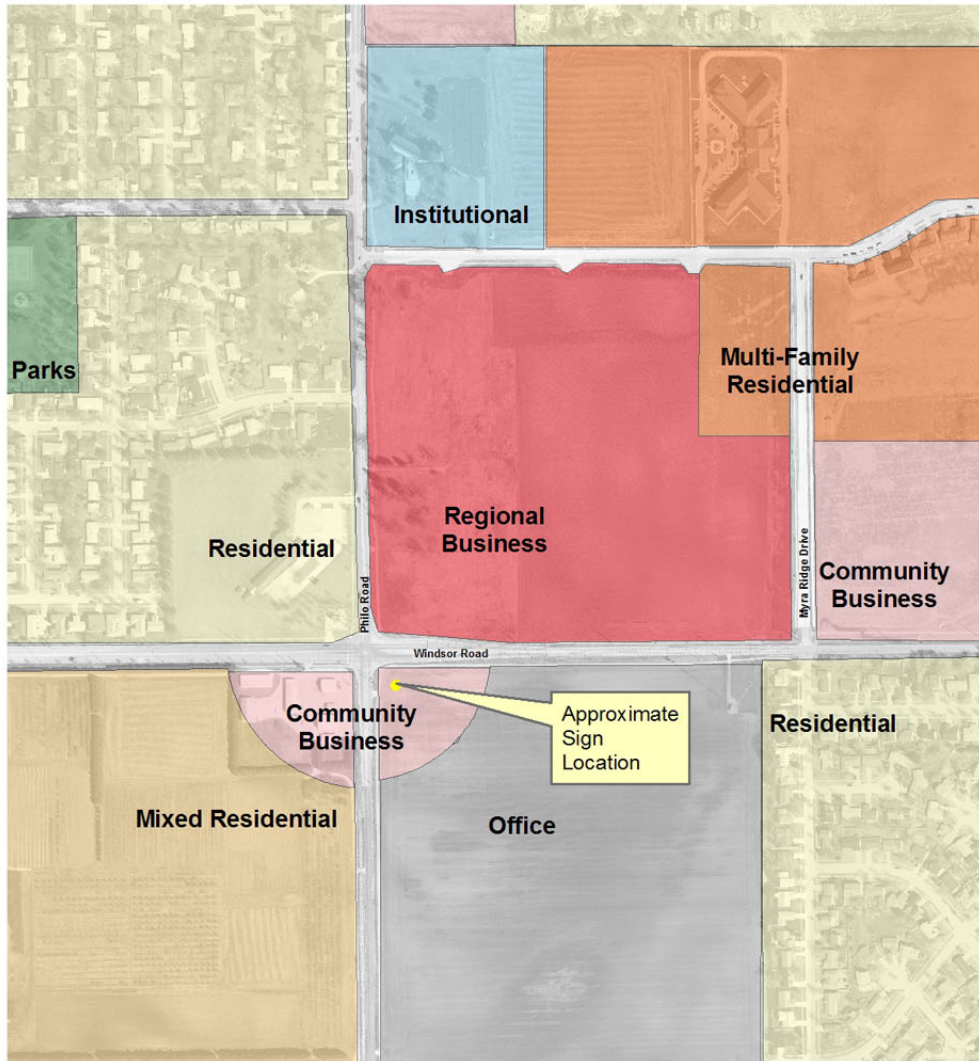 Institutional
Parks
Multi-Family
Residential
Regional
Business
Residential
Philo Road
Myra Ridge Drive
Community
Business
Windsor Road
Community
Business
Approximate
Sign
Location
Residential
Mixed Residential
Office